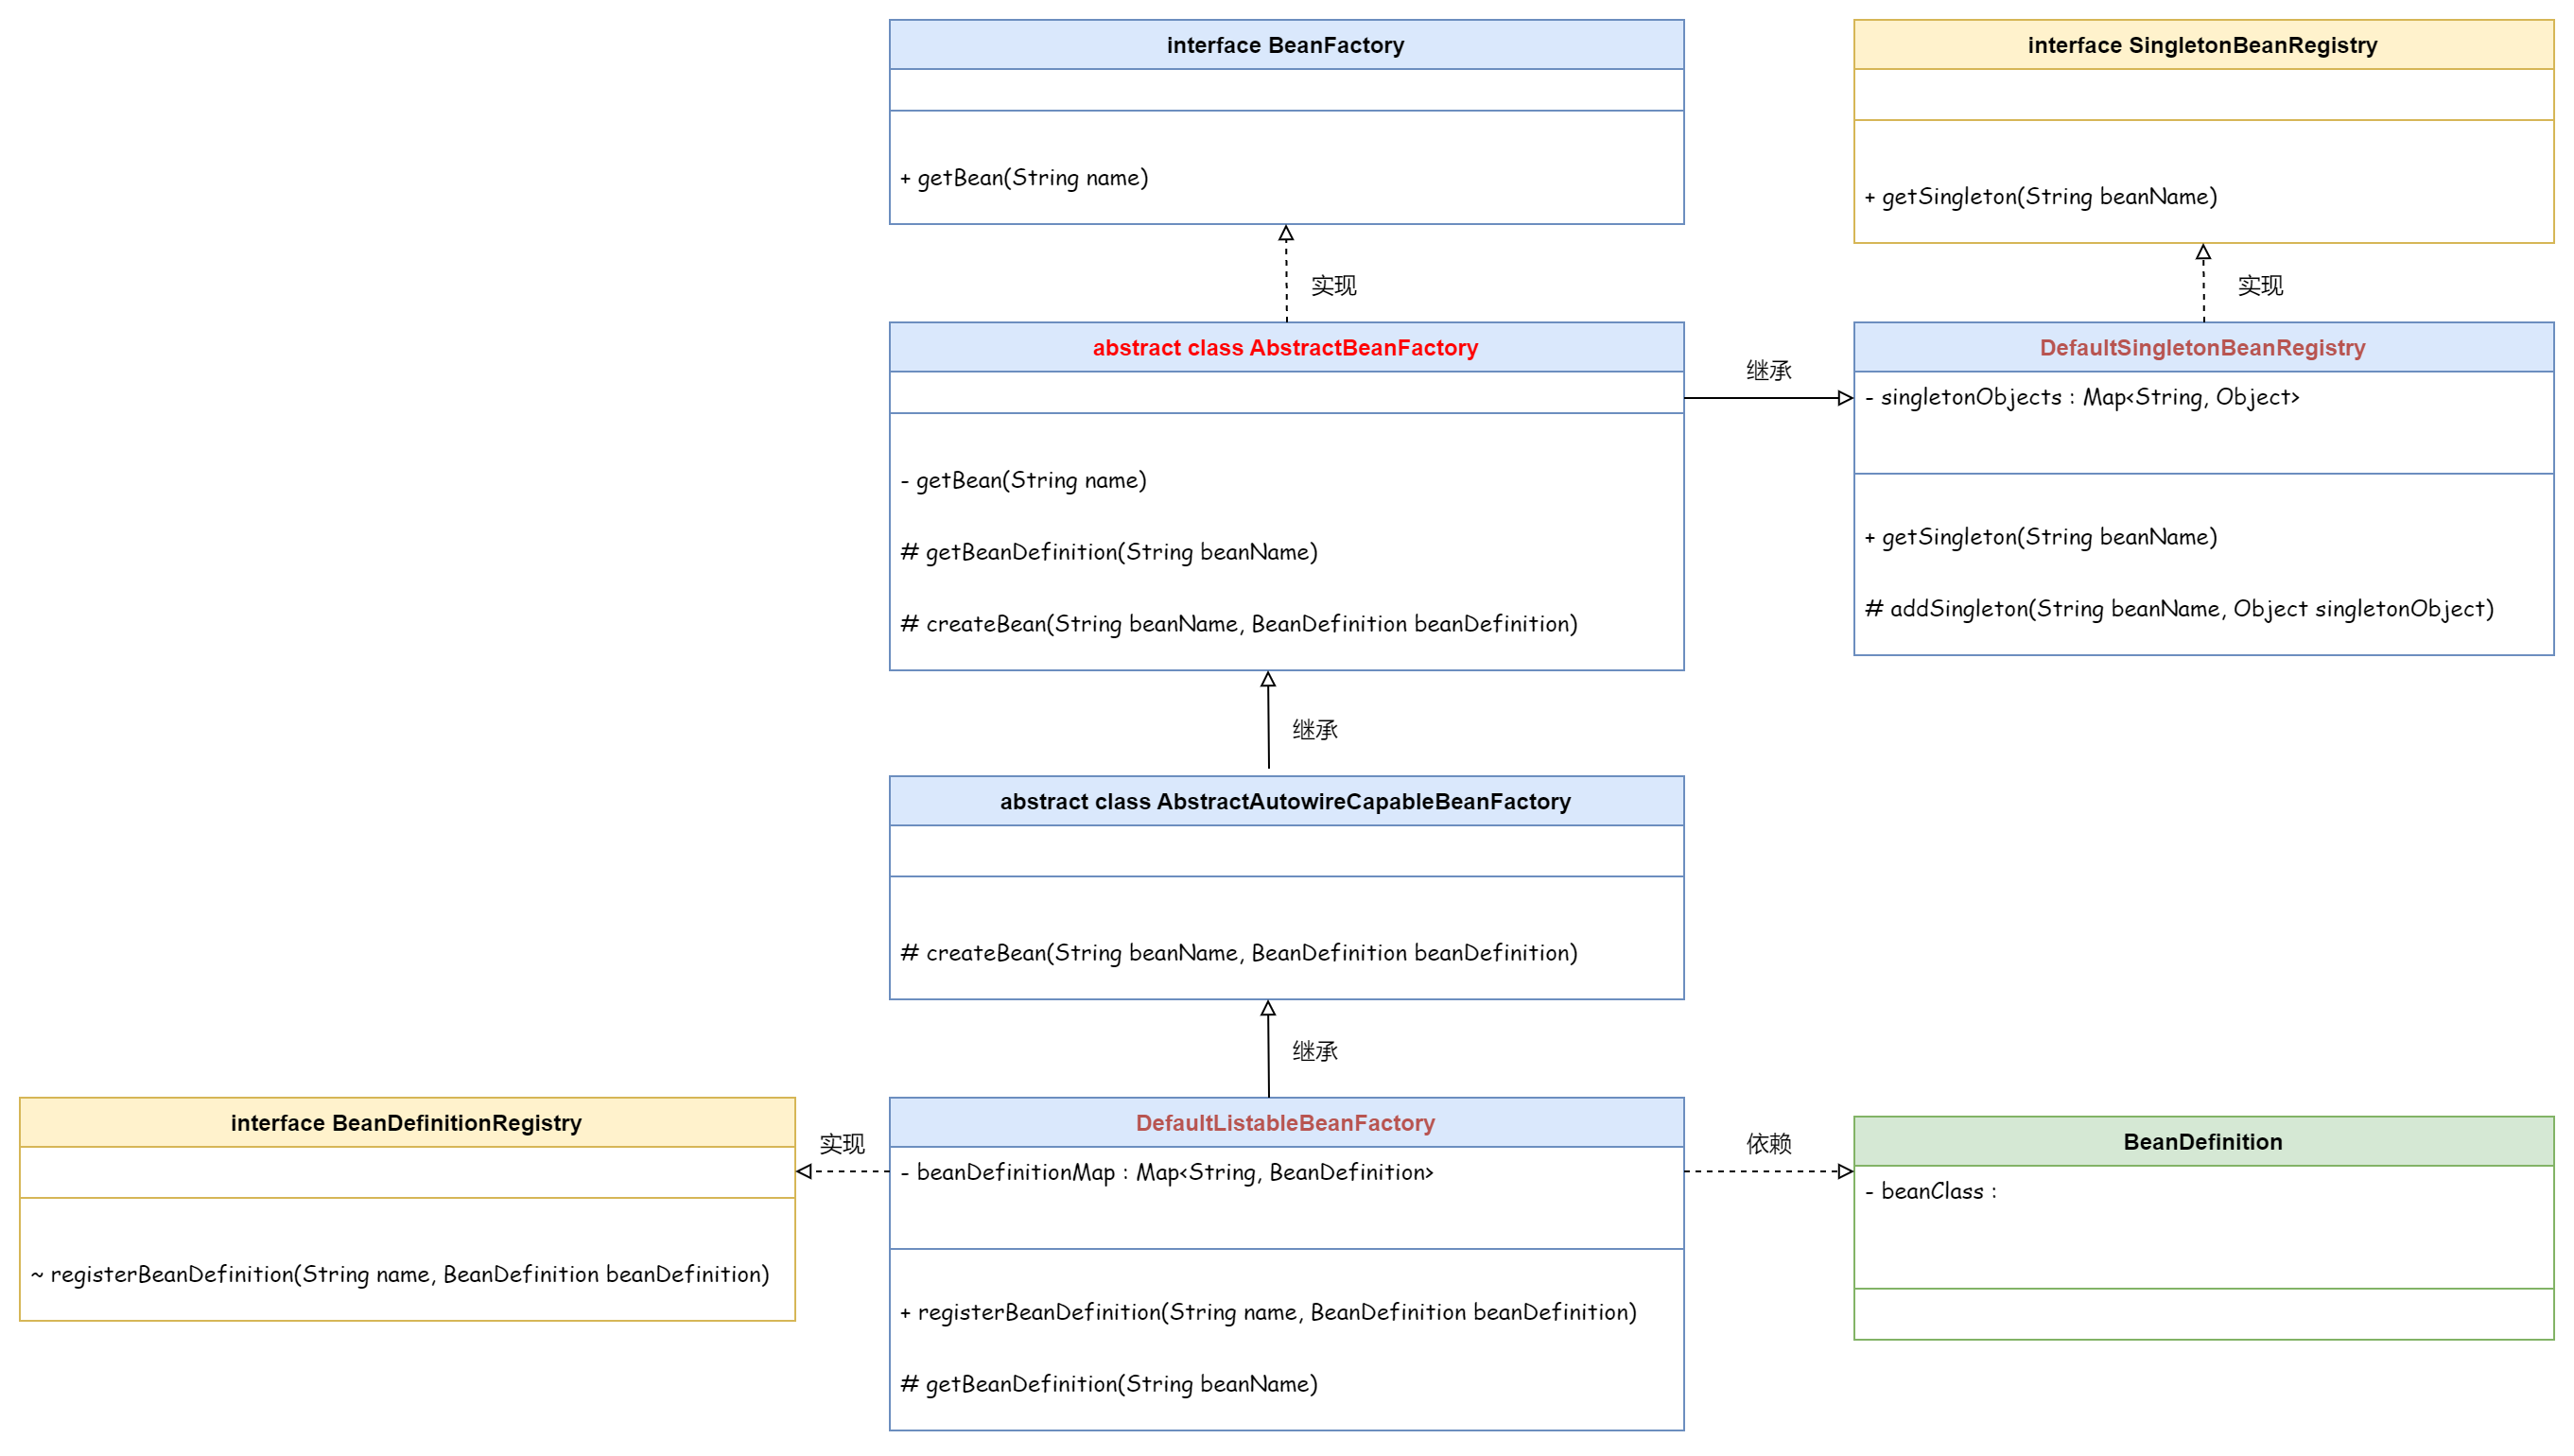 interface BeanFactory
+ getBean(String name)
interface SingletonBeanRegistry
+ getSingleton(String beanName)
实现
实现
abstract class AbstractBeanFactory
- getBean(String name)
# getBeanDefinition(String beanName)
# createBean(String beanName, BeanDefinition beanDefinition)
继承
DefaultSingletonBeanRegistry
- singletonObjects : Map<String, Object>
+ getSingleton(String beanName)
# addSingleton(String beanName, Object singletonObject)
继承
abstract class AbstractAutowireCapableBeanFactory
# createBean(String beanName, BeanDefinition beanDefinition)
继承
interface BeanDefinitionRegistry
~ registerBeanDefinition(String name, BeanDefinition beanDefinition)
实现
DefaultListableBeanFactory
- beanDefinitionMap : Map<String, BeanDefinition>
+ registerBeanDefinition(String name, BeanDefinition beanDefinition)
# getBeanDefinition(String beanName)
依赖
BeanDefinition
- beanClass :